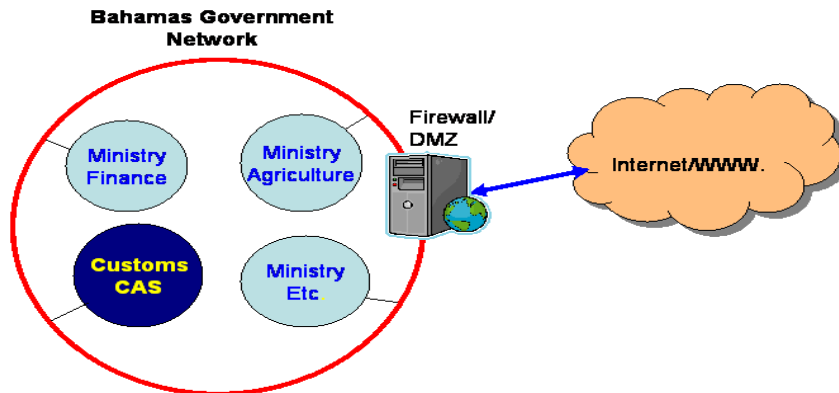 Bahamas Government
Network
Firewall/
DMZ
Ministry
Finance
Ministry
Agriculture
Internet/WWW.
Customs
CAS
Ministry
Etc.